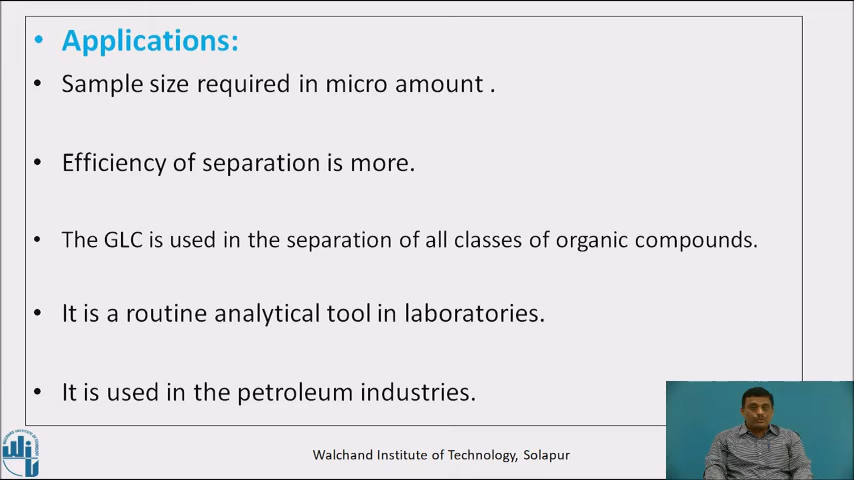 • Applications:
• Sample size required in micro amount .
• Efficiency of separation is more.
• The GLC is used in the separation of all classes of organic compounds.
• It is a routine analytical tool in laboratories.
• It is used in the petroleum industries.
Walchand Institute of Technology, Solapur